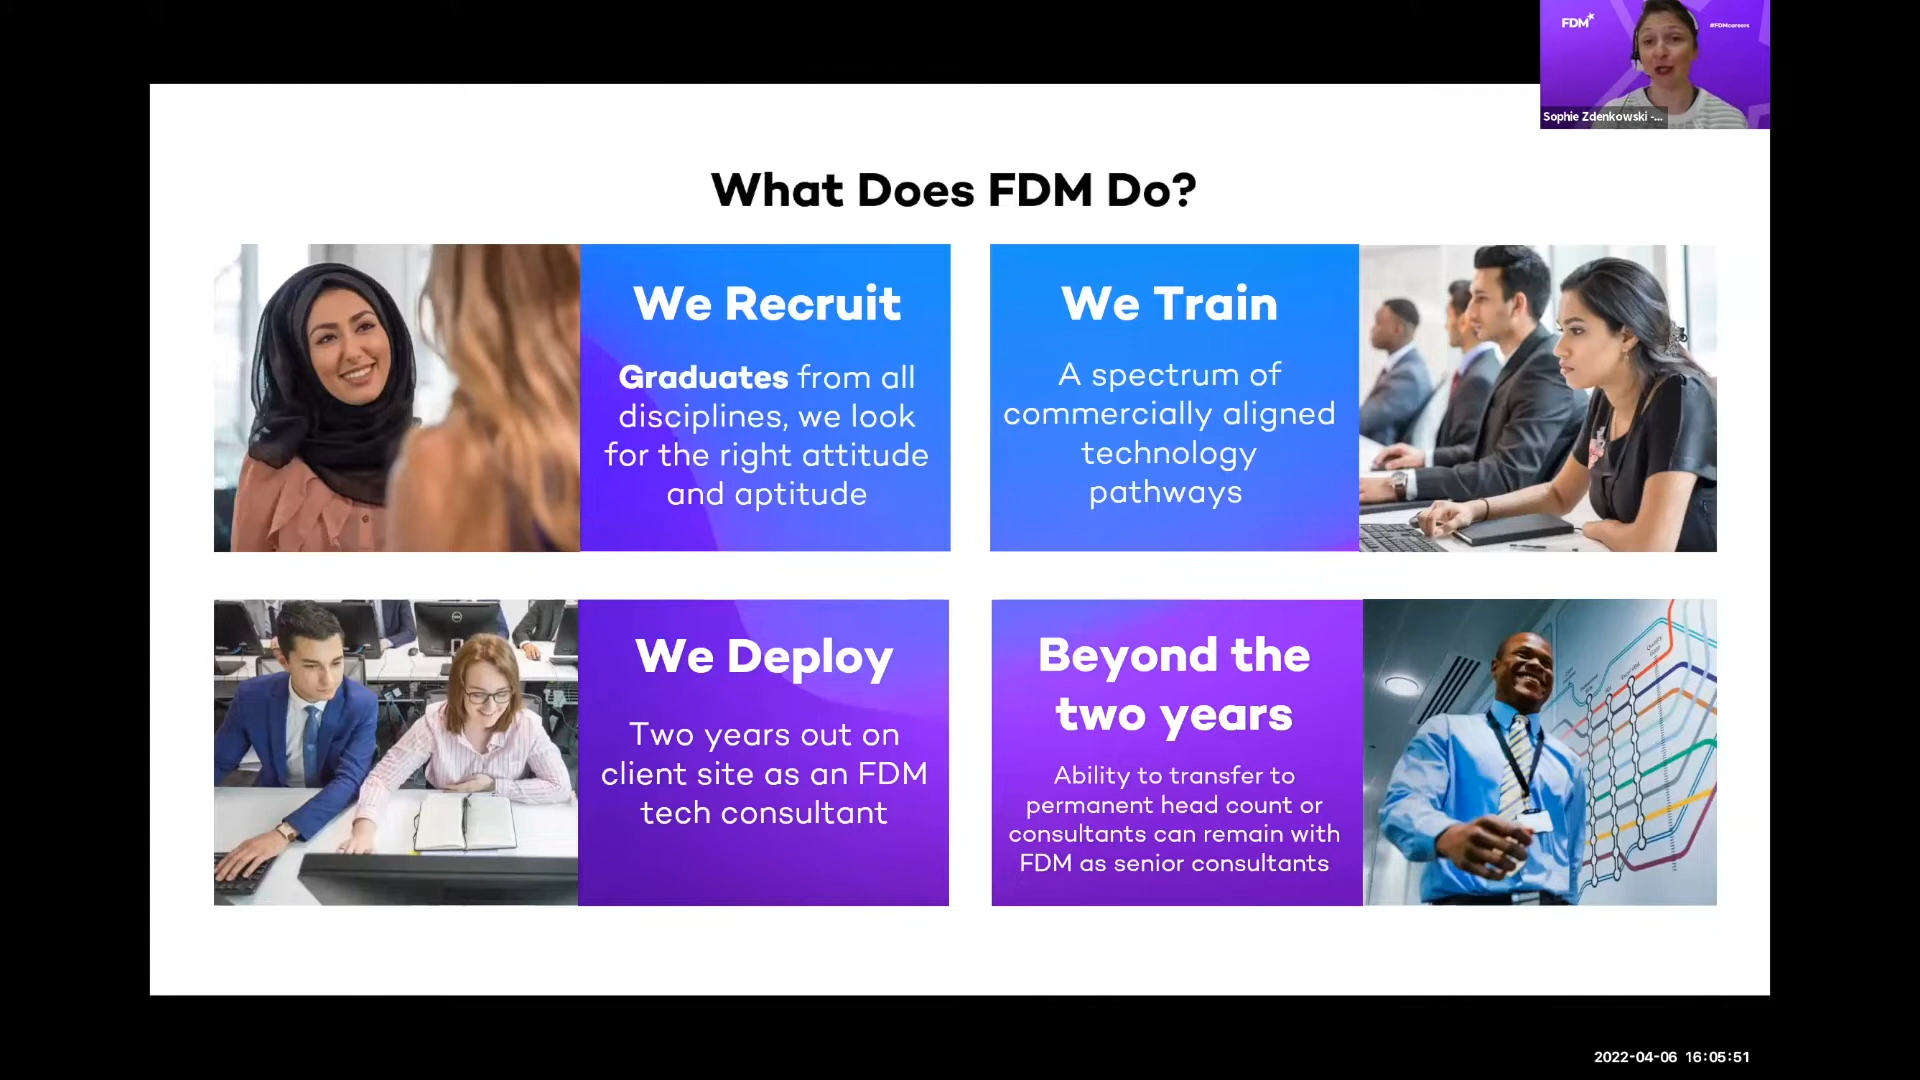 FDM
#FDMcareers
Sophie Zdenkowski -...
What Does FDM Do?
We Recruit
Graduates from all
disciplines, we look
for the right attitude
and aptitude
We Train
A spectrum of
commercially aligned
technology
pathways
We Deploy
Two years out on
client site as an FDM
tech consultant
Beyond the
two years
Ability to transfer to
permanent head count or
consultants can remain with
FDM as senior consultants
2022-04-06 16:05:51